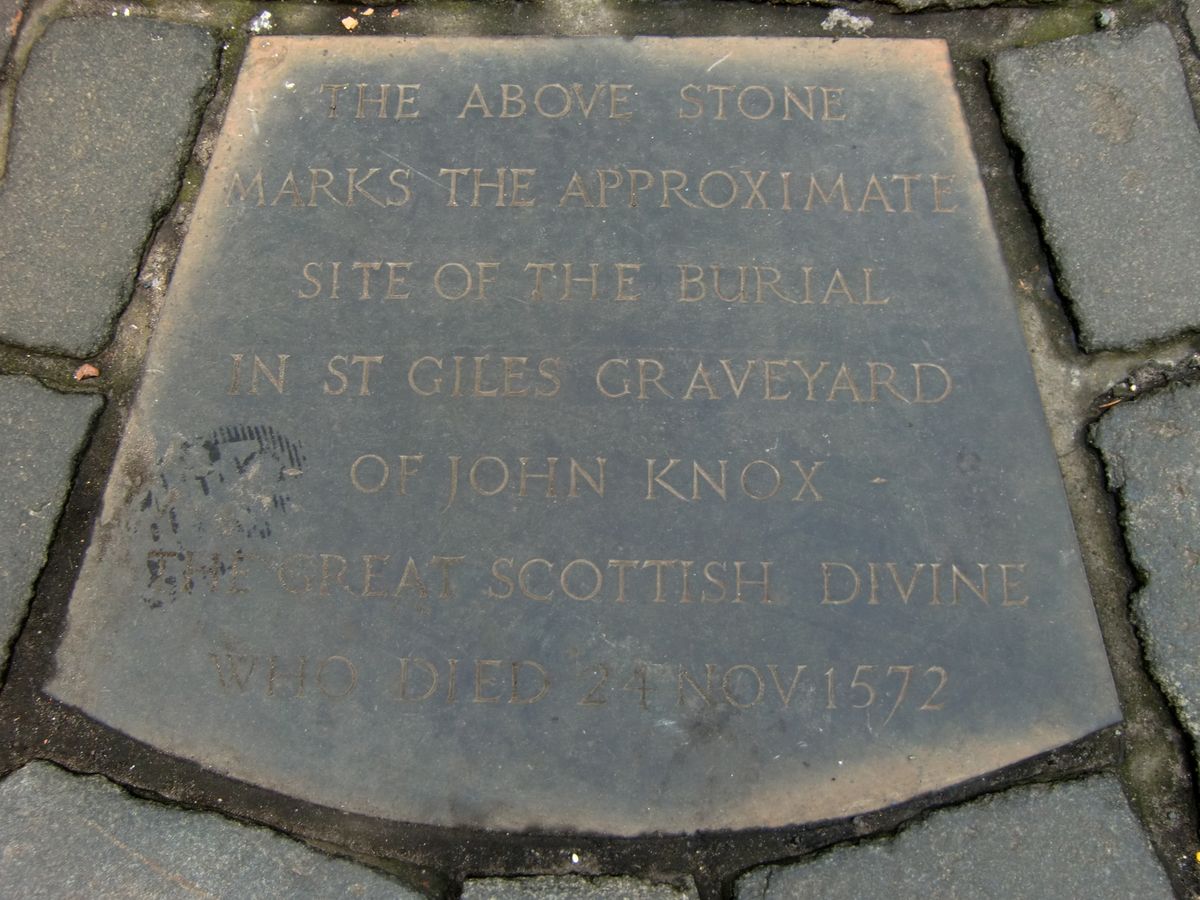 THE ABOVE STONE
MARKS THE APPROXIMATE
SITE OF THE BURIAL
IN ST GILES GRAVEYARD
OF JOHN KNOX
THE GREAT SCOTTISH DIVINE
WHO DIED 24 NOV 1572